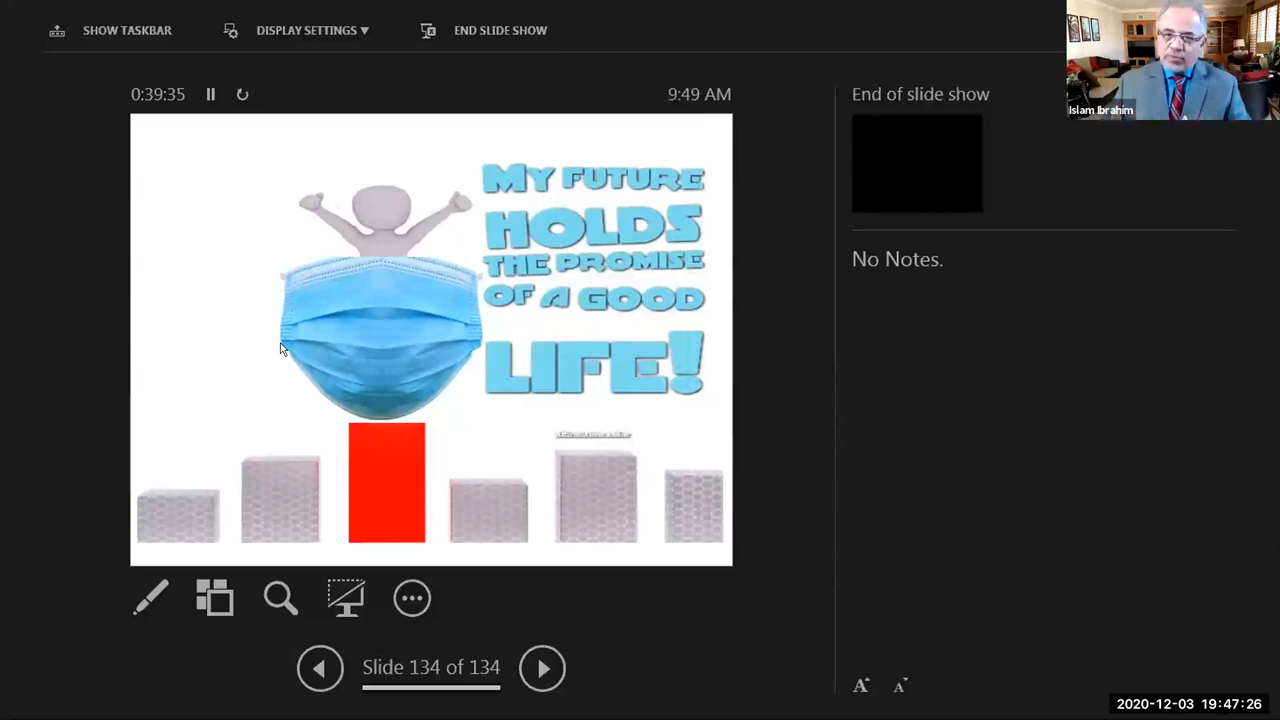 SHOW TASKBAR
DISPLAY SETTINGS ▾
END SLIDE SHOW
Islam Ibrahim
0:39:35
9:49 AM
End of slide show
MY FUTURE
HOLDS
THE PROMISE
OF A GOOD
LIFE!
No Notes.
Slide 134 of 134
A A
2020-12-03 19:47:26